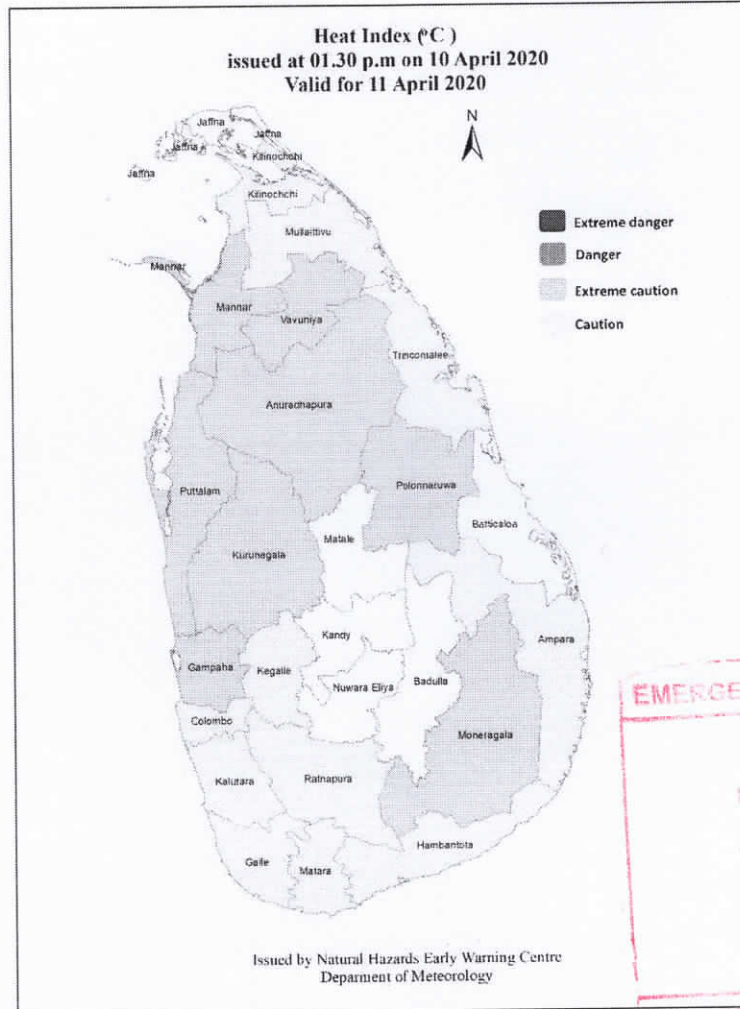 Heat Index (°C )
issued at 01.30 p.m on 10 April 2020
Valid for 11 April 2020
N
Jaffna
Jaffna
Jaffna
Kilinochchi
Jaffna
Kilinochchi
Mullaittivu
Extreme danger
Danger
Extreme caution
Caution
Mannar
Mannar
Vavuniya
Trincomalee
Anuradhapura
Puttalam
Polonnaruwa
Batticaloa
Matale
Kurunegala
Kandy
Ampara
Gampaha
Kegalle
Nuwara Eliya
Badulla
EMERGE
Colombo
Moneragala
Kalutara
Ratnapura
Hambantota
Galle
Matara
Issued by Natural Hazards Early Warning Centre
Deparment of Meteorology